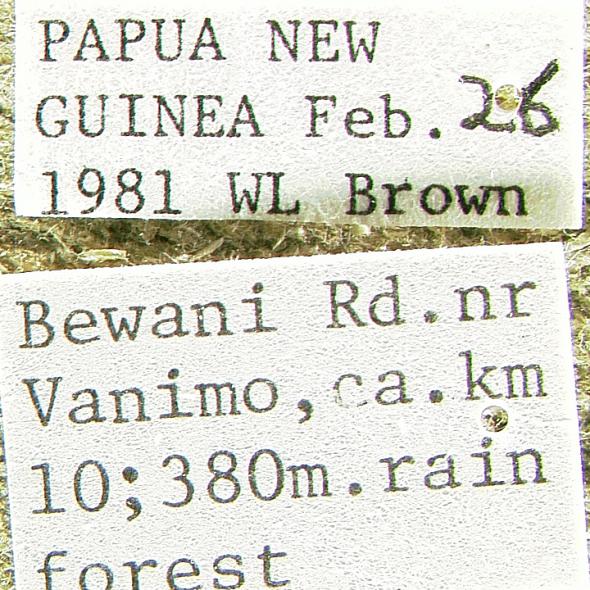 PAPUA NEW
GUINEA Feb. 26
1981 WL Brown
Bewani Rd.nr
Vanimo,ca.km
10;380m.rain
forest